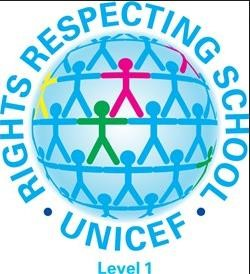 RIGHTS RESPECTING SCHOOL
• UNICEF •
Level 1